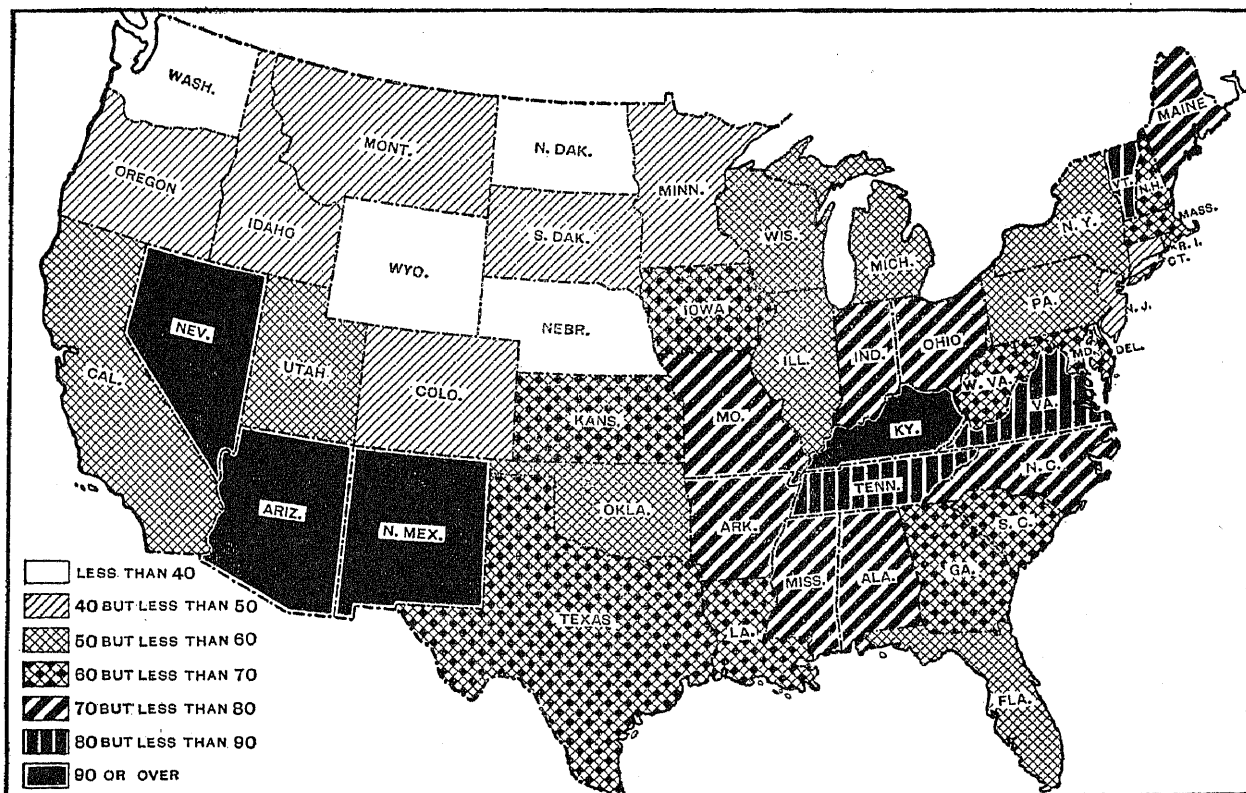 WASH.
MONT.
N. DAK.
MINN.
OREGON
IDAHO
WYO.
S. DAK.
WIS.
MICH.
N.Y.
VT.
N.H.
MAINE
MASS.
R. I.
CT.
NEV.
UTAH
COLO.
NEBR.
IOWA
ILL.
IND.
OHIO
PA.
N. J.
DEL.
MD.
CAL.
KANS.
MO.
KY.
W. VA.
VA.
ARIZ.
N. MEX.
OKLA.
ARK.
TENN.
N. C.
S. C.
TEXAS
LA.
MISS.
ALA.
GA.
FLA.
LESS THAN 40
40 BUT LESS THAN 50
50 BUT LESS THAN 60
60 BUT LESS THAN 70
70 BUT LESS THAN 80
80 BUT LESS THAN 90
90 OR OVER